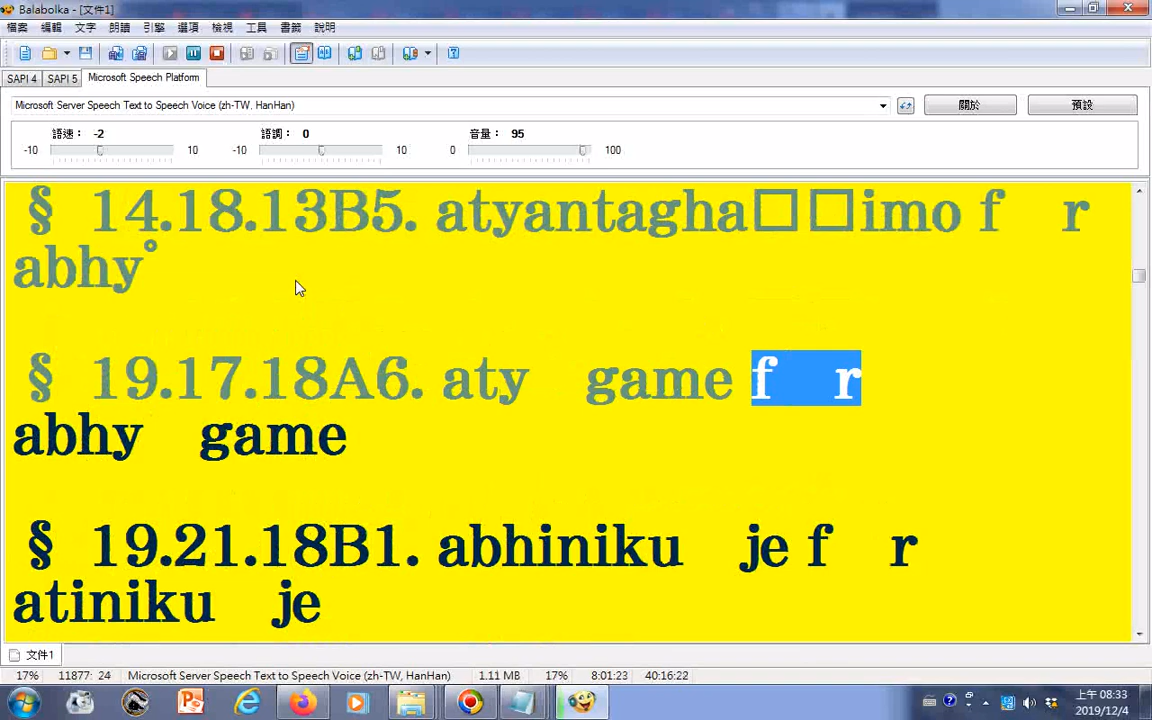 Balabolka - [文件1]
檔案 編輯 文字 朗讀 引擎 選項 檢視 工具 書籤 說明
SAPI 4 SAPI 5 Microsoft Speech Platform
Microsoft Server Speech Text to Speech Voice (zh-TW, HanHan) 關於 預設
語速： -2 語調： 0 音量： 95
-10 10 -10 10 0 100
§ 14.18.13B5. atyantagha□□imo f r
abhy°
§ 19.17.18A6. aty game f r
abhy game
§ 19.21.18B1. abhiniku je f r
atiniku je
文件1
17% 11877: 24 Microsoft Server Speech Text to Speech Voice (zh-TW, HanHan) 1.11 MB 17% 8:01:23 40:16:22
上午 08:33
2019/12/4